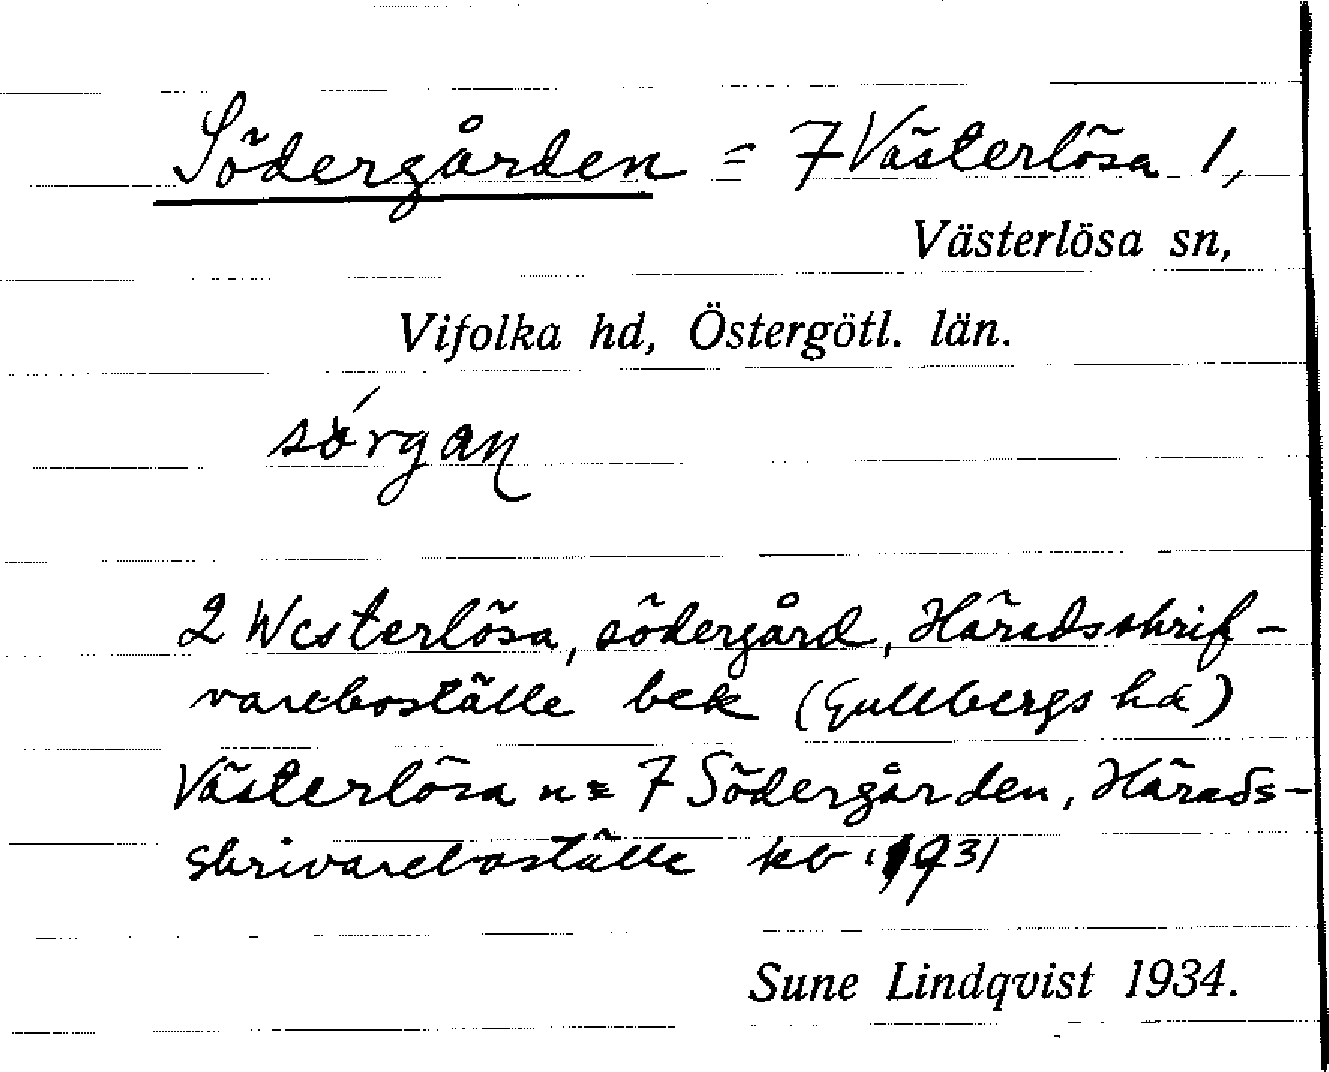 Södergården = 7 Västerlösa 1,
Västerlösa sn,
Vifolka hd, Östergötl. län.
sörgan
2 Westerlösa, södergård, Häradsskrif-
vareboställe bek (Gullbergs hd)
Västerlösa n = 7 Södergården, Härads-
skrivareboställe kb 1931
Sune Lindqvist 1934.